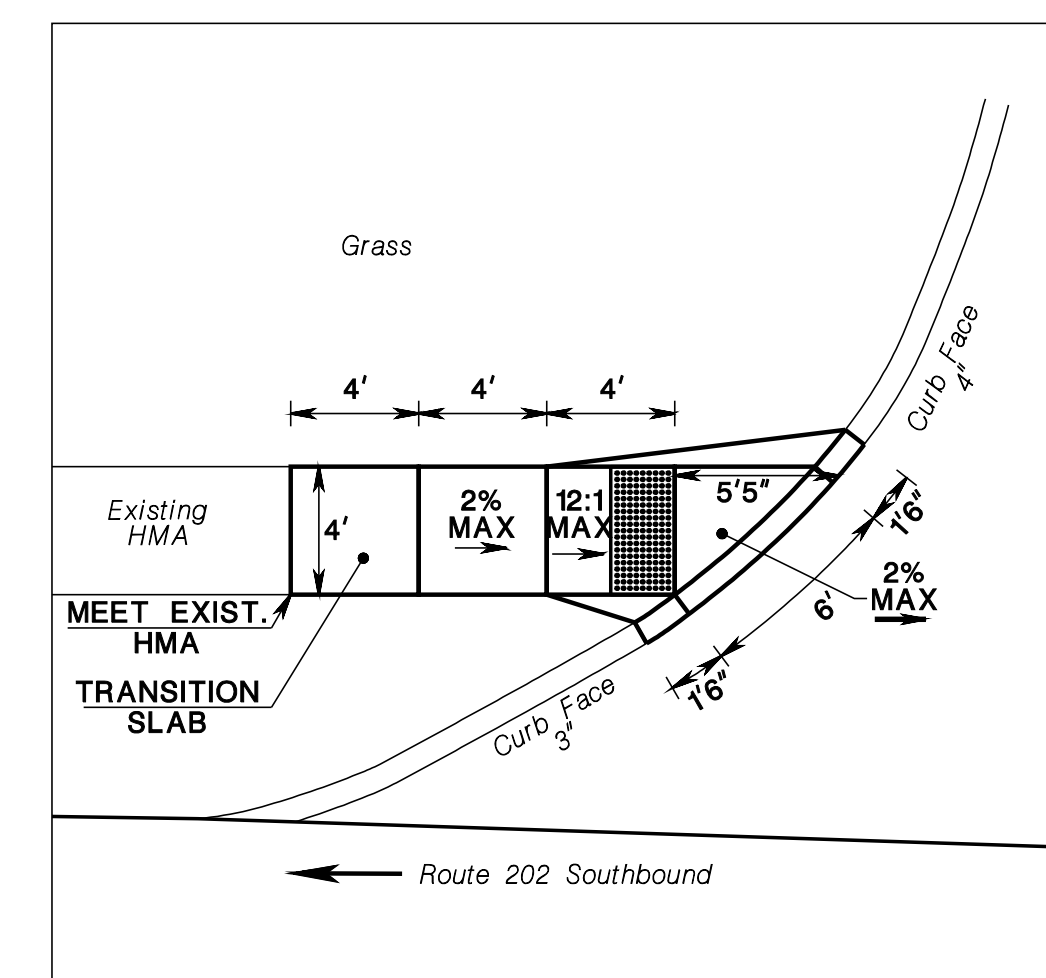 Grass
Curb Face
4"
4'
4'
4'
Existing
HMA
4'
2%
MAX
12:1
MAX
5'5"
1'6"
2%
MAX
6'
MEET EXIST.
HMA
1'6"
TRANSITION
SLAB
Curb Face
3"
Route 202 Southbound